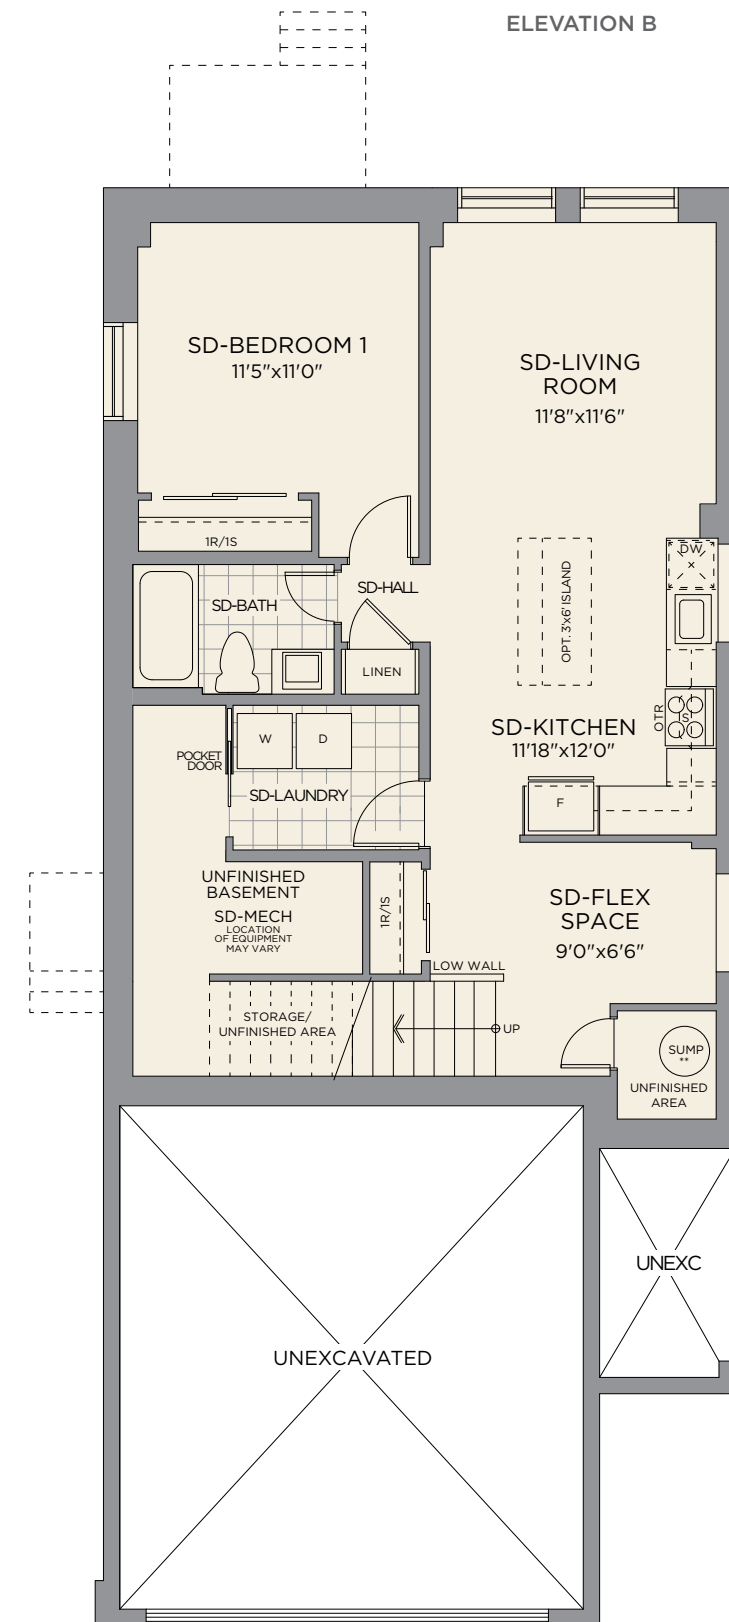 ELEVATION B
SD-BEDROOM 1
11'5"x11'0"
SD-LIVING
ROOM
11'8"x11'6"
1R/1S
DW
SD-HALL
SD-BATH
OPT. 3'x6' ISLAND
LINEN
SD-KITCHEN
11'18"x12'0"
OTR
S
W
D
POCKET
DOOR
SD-LAUNDRY
F
UNFINISHED
BASEMENT
SD-MECH
LOCATION
OF EQUIPMENT
MAY VARY
1R/1S
SD-FLEX
SPACE
9'0"x6'6"
LOW WALL
STORAGE/
UNFINISHED AREA
UP
SUMP
**
UNFINISHED
AREA
UNEXC
UNEXCAVATED